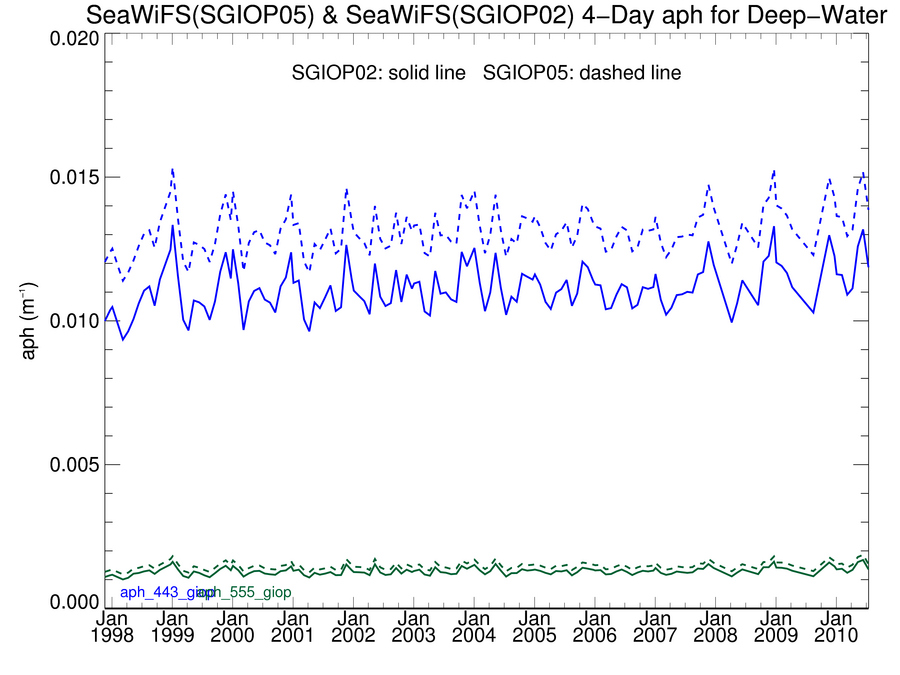 SeaWiFS(SGIOP05) & SeaWiFS(SGIOP02) 4−Day aph for Deep−Water
SGIOP02: solid line SGIOP05: dashed line
0.020
0.015
0.010
0.005
0.000
aph (m⁻¹)
aph_443_giop aph_555_giop
Jan Jan Jan Jan Jan Jan Jan Jan Jan Jan Jan Jan Jan
1998 1999 2000 2001 2002 2003 2004 2005 2006 2007 2008 2009 2010